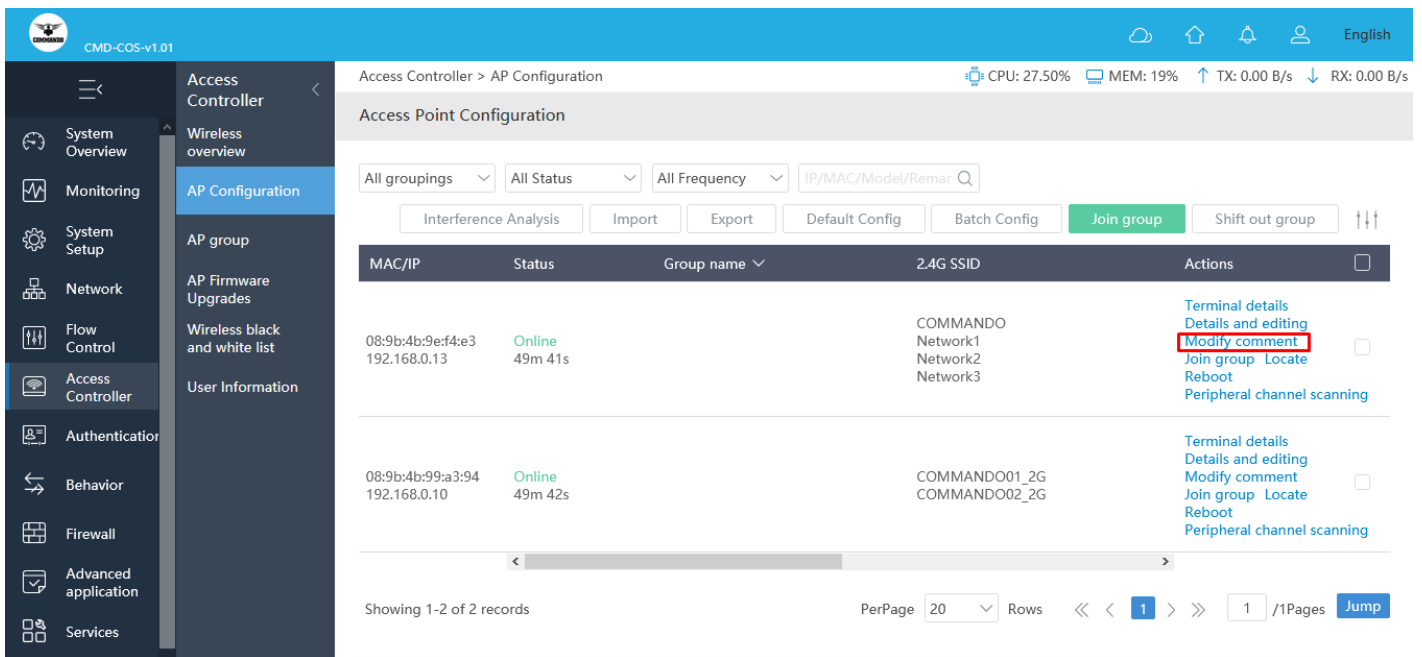 COMMANDO
CMD-COS-v1.01
English
Access Controller
Access Controller > AP Configuration
CPU: 27.50%
MEM: 19%
TX: 0.00 B/s
RX: 0.00 B/s
Access Point Configuration
System
Overview
Monitoring
System
Setup
Network
Flow
Control
Access
Controller
Authentication
Behavior
Firewall
Advanced
application
Services
Wireless
overview
AP Configuration
AP group
AP Firmware
Upgrades
Wireless black
and white list
User Information
All groupings
All Status
All Frequency
IP/MAC/Model/Remar
Interference Analysis
Import
Export
Default Config
Batch Config
Join group
Shift out group
MAC/IP
Status
Group name
2.4G SSID
Actions
08:9b:4b:9e:f4:e3
192.168.0.13
Online
49m 41s
COMMANDO
Network1
Network2
Network3
Terminal details
Details and editing
Modify comment
Join group Locate
Reboot
Peripheral channel scanning
08:9b:4b:99:a3:94
192.168.0.10
Online
49m 42s
COMMANDO01_2G
COMMANDO02_2G
Terminal details
Details and editing
Modify comment
Join group Locate
Reboot
Peripheral channel scanning
Showing 1-2 of 2 records
PerPage 20 Rows
1
1 /1Pages
Jump